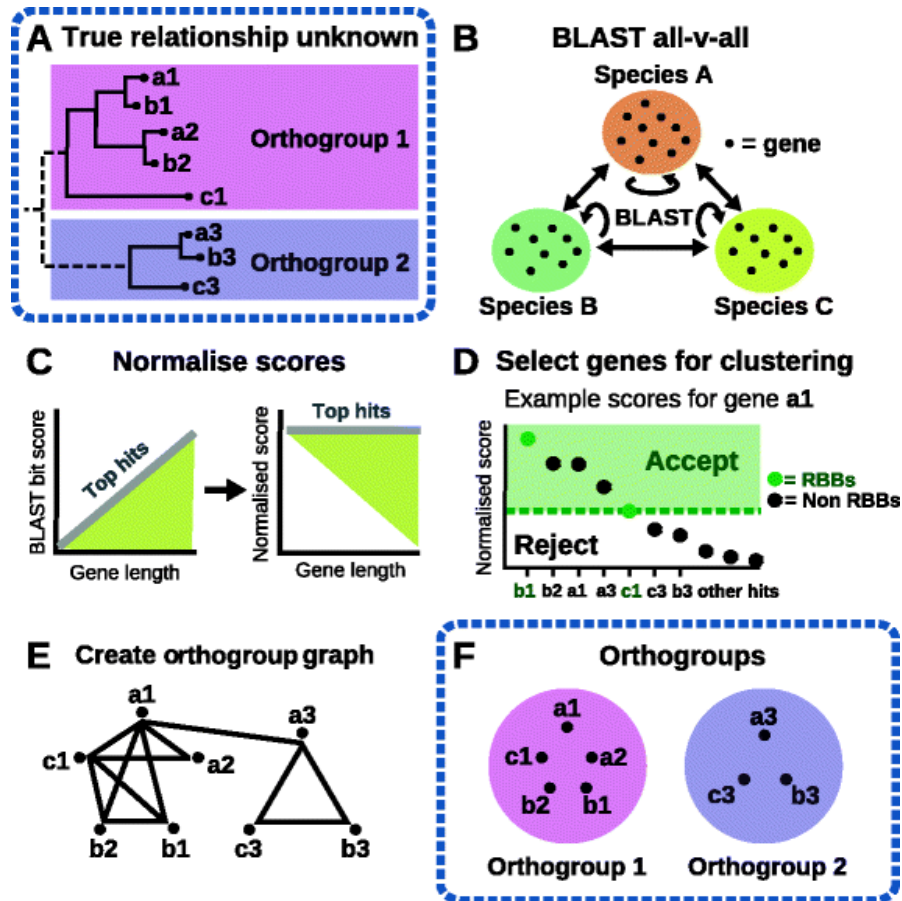 A True relationship unknown
a1
b1
a2
b2
c1
Orthogroup 1
a3
b3
c3
Orthogroup 2
B BLAST all-v-all
Species A
• = gene
BLAST
Species B
Species C
C Normalise scores
BLAST bit score
Top hits
Gene length
Normalised score
Top hits
Gene length
D Select genes for clustering
Example scores for gene a1
Normalised score
Accept
Reject
= RBBs
= Non RBBs
b1 b2 a1 a3 c1 c3 b3 other hits
E Create orthogroup graph
a1
a3
c1
a2
b2 b1
c3 b3
F Orthogroups
a1
c1 a2
b2 b1
Orthogroup 1
a3
c3 b3
Orthogroup 2